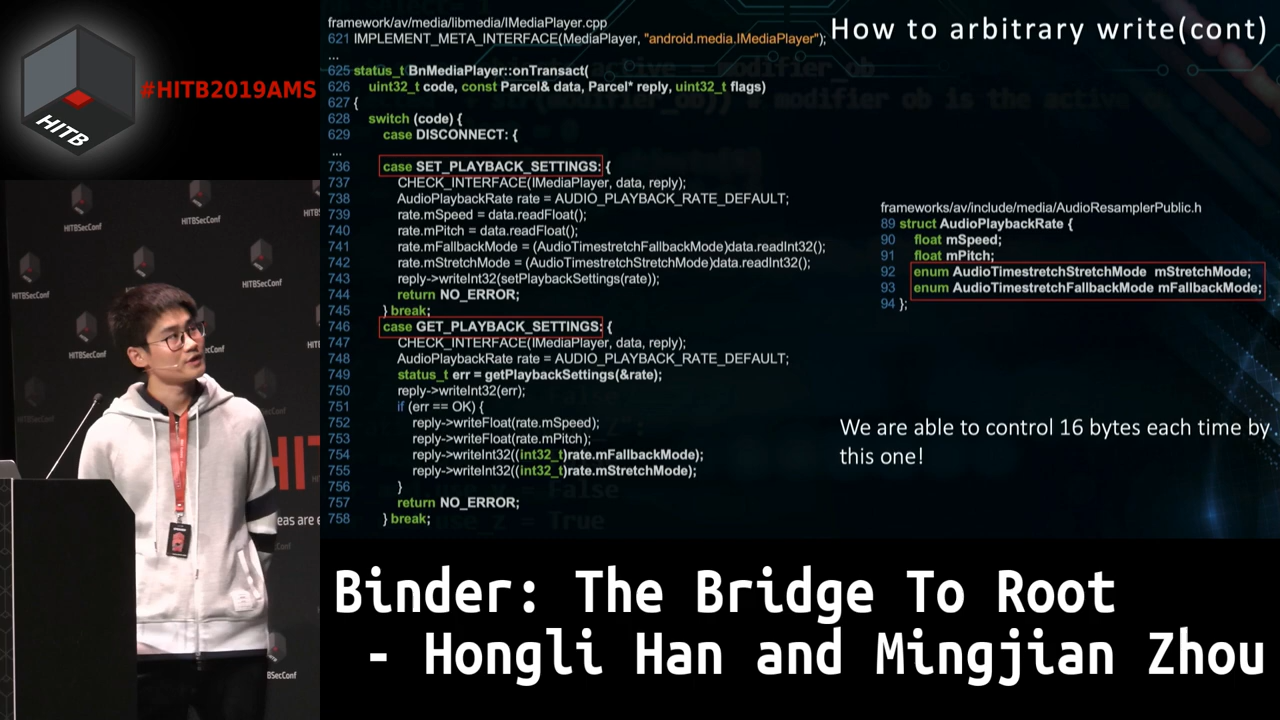 HITB
#HITB2019AMS
How to arbitrary write(cont)
framework/av/media/libmedia/IMediaPlayer.cpp
621 IMPLEMENT_META_INTERFACE(MediaPlayer, "android.media.IMediaPlayer");
...
625 status_t BnMediaPlayer::onTransact(
626 uint32_t code, const Parcel& data, Parcel* reply, uint32_t flags)
627 {
628 switch (code) {
629 case DISCONNECT: {
...
736 case SET_PLAYBACK_SETTINGS: {
737 CHECK_INTERFACE(IMediaPlayer, data, reply);
738 AudioPlaybackRate rate = AUDIO_PLAYBACK_RATE_DEFAULT;
739 rate.mSpeed = data.readFloat();
740 rate.mPitch = data.readFloat();
741 rate.mFallbackMode = (AudioTimestretchFallbackMode)data.readInt32();
742 rate.mStretchMode = (AudioTimestretchStretchMode)data.readInt32();
743 reply->writeInt32(setPlaybackSettings(rate));
744 return NO_ERROR;
745 } break;
746 case GET_PLAYBACK_SETTINGS: {
747 CHECK_INTERFACE(IMediaPlayer, data, reply);
748 AudioPlaybackRate rate = AUDIO_PLAYBACK_RATE_DEFAULT;
749 status_t err = getPlaybackSettings(&rate);
750 reply->writeInt32(err);
751 if (err == OK) {
752 reply->writeFloat(rate.mSpeed);
753 reply->writeFloat(rate.mPitch);
754 reply->writeInt32((int32_t)rate.mFallbackMode);
755 reply->writeInt32((int32_t)rate.mStretchMode);
756 }
757 return NO_ERROR;
758 } break;
frameworks/av/include/media/AudioResamplerPublic.h
89 struct AudioPlaybackRate {
90 float mSpeed;
91 float mPitch;
92 enum AudioTimestretchStretchMode mStretchMode;
93 enum AudioTimestretchFallbackMode mFallbackMode;
94 };
We are able to control 16 bytes each time by
this one!
HITBSecConf
HITBSecConf
HITBSecConf
HITBSecConf
HITBSecConf
HIT
eas are e
BSecConf
Binder: The Bridge To Root
- Hongli Han and Mingjian Zhou